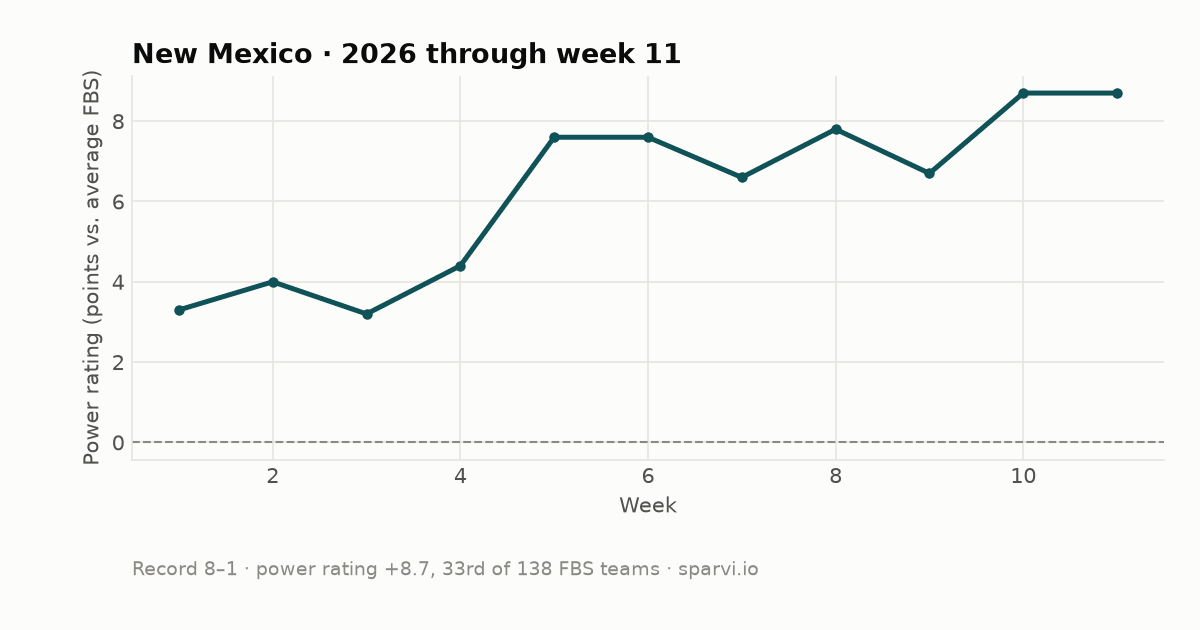 New Mexico · 2026 through week 11
Power rating (points vs. average FBS)
8
6
4
2
0
2
4
6
8
10
Week
Record 8–1 · power rating +8.7, 33rd of 138 FBS teams · sparvi.io